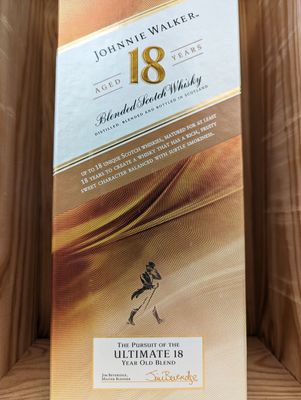 JOHNNIE WALKER.
AGED 18 YEARS
Blended Scotch Whisky
DISTILLED, BLENDED AND BOTTLED IN SCOTLAND
UP TO 18 UNIQUE SCOTCH WHISKIES, MATURED FOR AT LEAST
18 YEARS TO CREATE A WHISKY THAT HAS A RICH, FRUITY
SWEET CHARACTER BALANCED WITH SUBTLE SMOKINESS.
THE PURSUIT OF THE
ULTIMATE 18
YEAR OLD BLEND
JIM BEVERIDGE,
MASTER BLENDER
Jim Beveridge